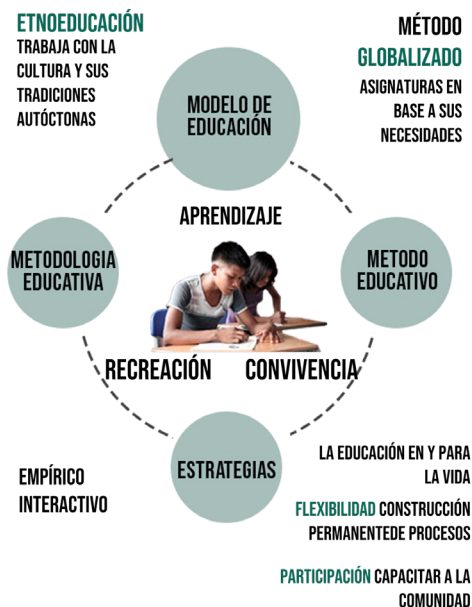 ETNOEDUCACIÓN
TRABAJA CON LA
CULTURA Y SUS
TRADICIONES
AUTÓCTONAS
MÉTODO
GLOBALIZADO
ASIGNATURAS EN
BASE A SUS
NECESIDADES
MODELO DE
EDUCACIÓN
APRENDIZAJE
METODOLOGIA
EDUCATIVA
METODO
EDUCATIVO
RECREACIÓN
CONVIVENCIA
ESTRATEGIAS
EMPÍRICO
INTERACTIVO
LA EDUCACIÓN EN Y PARA
LA VIDA
FLEXIBILIDAD CONSTRUCCIÓN
PERMANENTEDE PROCESOS
PARTICIPACIÓN CAPACITAR A LA
COMUNIDAD